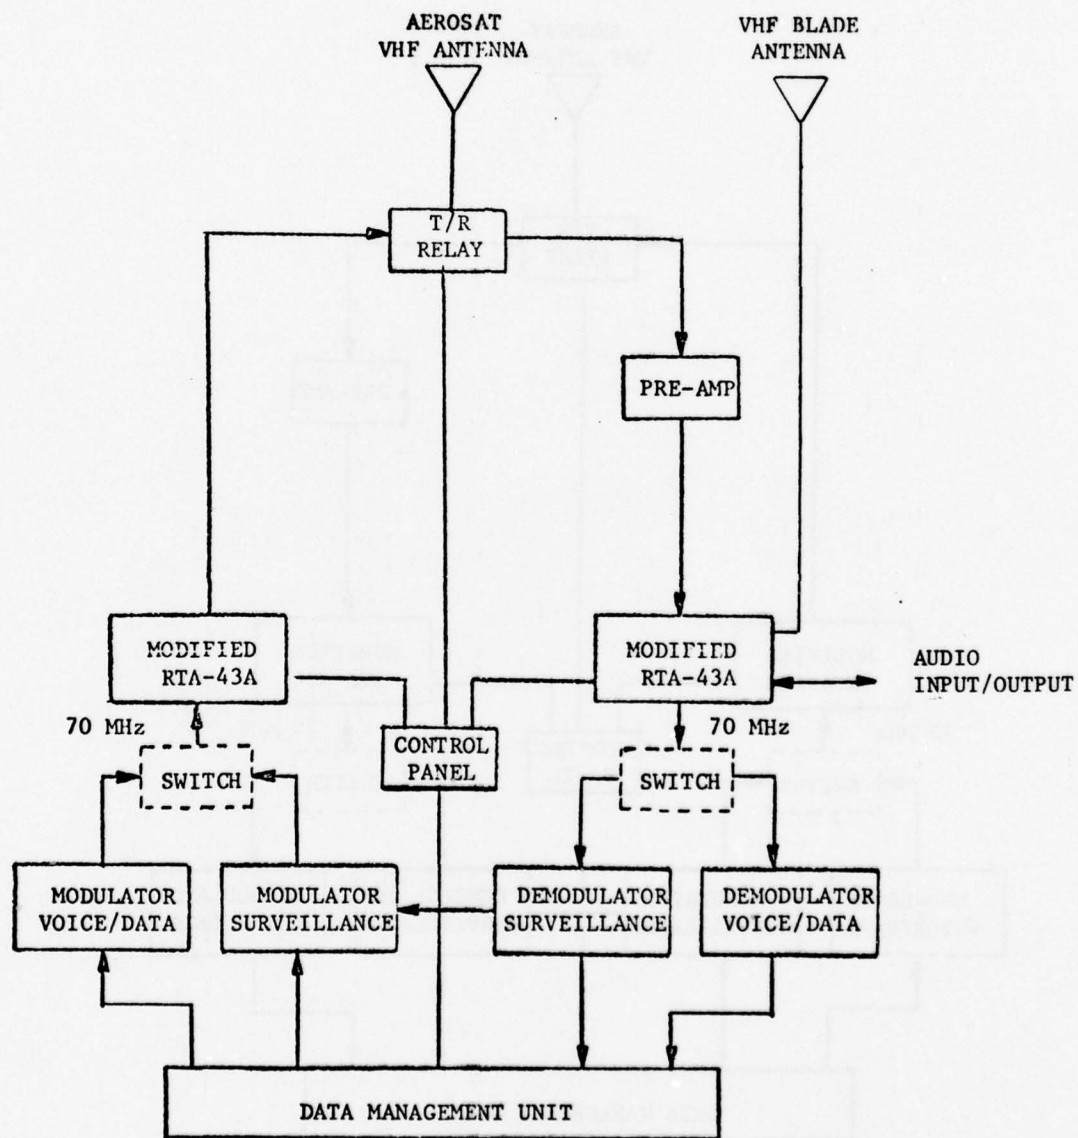 AEROSAT
VHF ANTENNA
VHF BLADE
ANTENNA
T/R
RELAY
PRE-AMP
MODIFIED
RTA-43A
MODIFIED
RTA-43A
AUDIO
INPUT/OUTPUT
70 MHz
70 MHz
CONTROL
PANEL
SWITCH
SWITCH
MODULATOR
VOICE/DATA
MODULATOR
SURVEILLANCE
DEMODULATOR
SURVEILLANCE
DEMODULATOR
VOICE/DATA
DATA MANAGEMENT UNIT